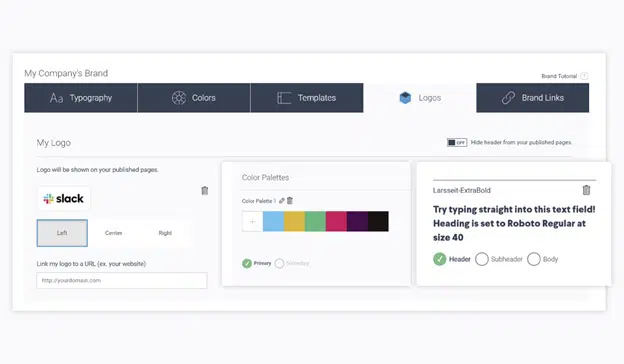 My Company's Brand
Brand Tutorial ?
Aa Typography
Colors
Templates
Logos
Brand Links
My Logo
OFF Hide header from your published pages.
Logo will be shown on your published pages.
slack
Left Center Right
Link my logo to a URL (ex. your website)
http://yourdomain.com
Color Palettes
Color Palette 1
+
Primary Secondary
Larsseit-ExtraBold
Try typing straight into this text field!
Heading is set to Roboto Regular at
size 40
Header Subheader Body